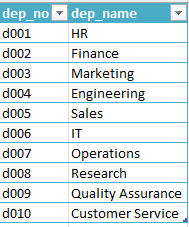 dep_no dep_name
d001 HR
d002 Finance
d003 Marketing
d004 Engineering
d005 Sales
d006 IT
d007 Operations
d008 Research
d009 Quality Assurance
d010 Customer Service